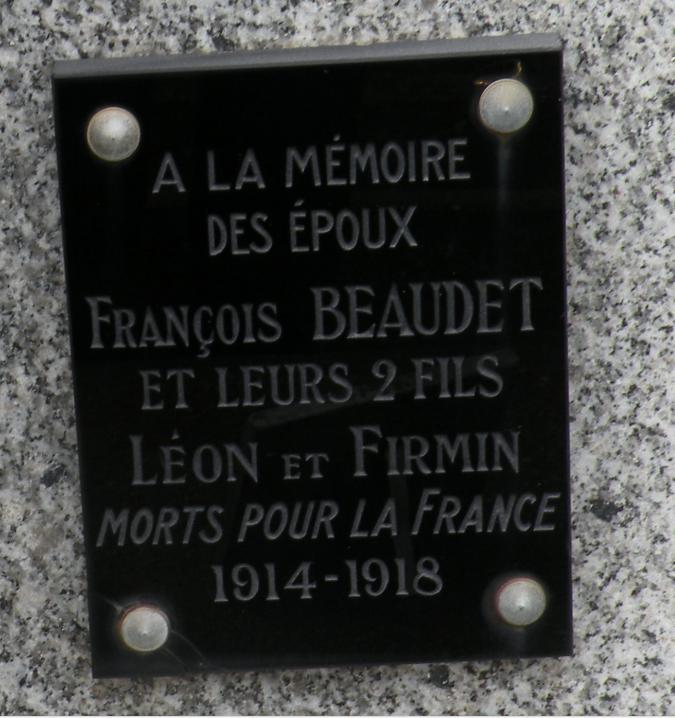 A LA MÉMOIRE
DES ÉPOUX
FRANÇOIS BEAUDET
ET LEURS 2 FILS
LÉON ET FIRMIN
MORTS POUR LA FRANCE
1914-1918